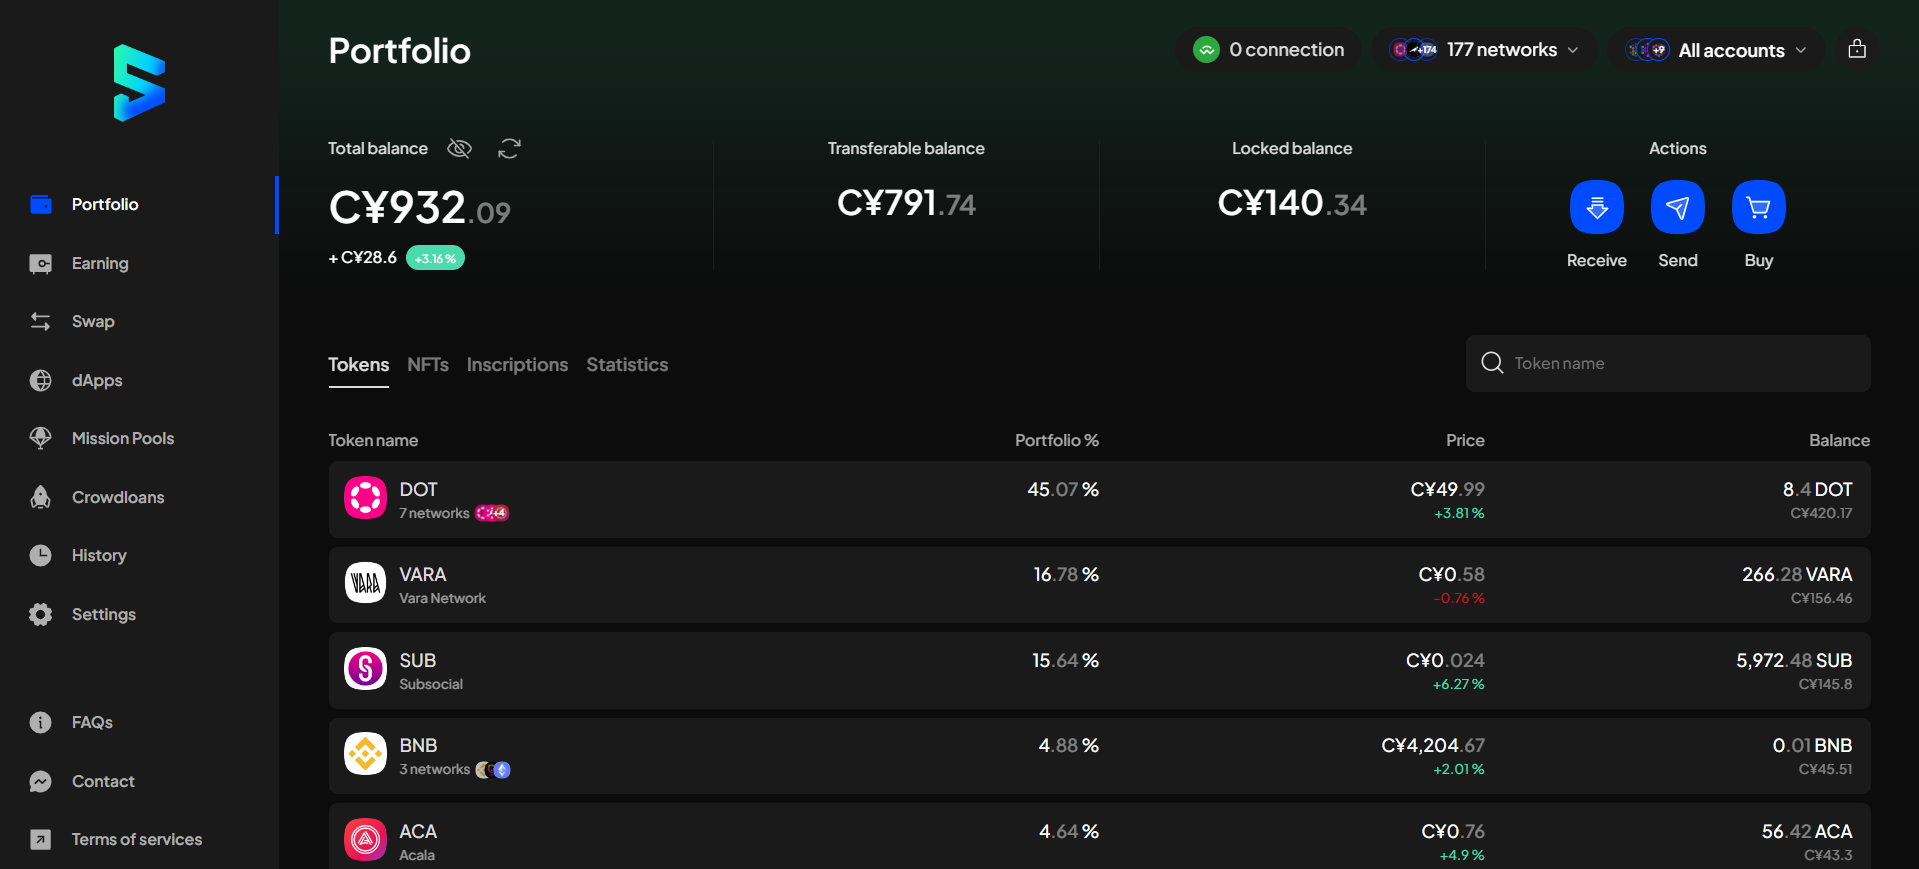 Portfolio
0 connection
+174
177 networks
+9
All accounts
Total balance
C¥932.09
+ C¥28.6 +3.16 %
Transferable balance
C¥791.74
Locked balance
C¥140.34
Actions
Receive
Send
Buy
Portfolio
Earning
Swap
dApps
Mission Pools
Crowdloans
History
Settings
FAQs
Contact
Terms of services
Tokens NFTs Inscriptions Statistics
Token name
Token name Portfolio % Price Balance
DOT 45.07 % C¥49.99 8.4 DOT
7 networks +4 +3.81 % C¥420.17
VARA VARA 16.78 % C¥0.58 266.28 VARA
Vara Network -0.76 % C¥156.46
SUB 15.64 % C¥0.024 5,972.48 SUB
Subsocial +6.27 % C¥145.8
BNB 4.88 % C¥4,204.67 0.01 BNB
3 networks +2.01 % C¥45.51
ACA 4.64 % C¥0.76 56.42 ACA
Acala +4.9 % C¥43.3